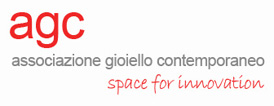 agc
associazione gioiello contemporaneo
space for innovation